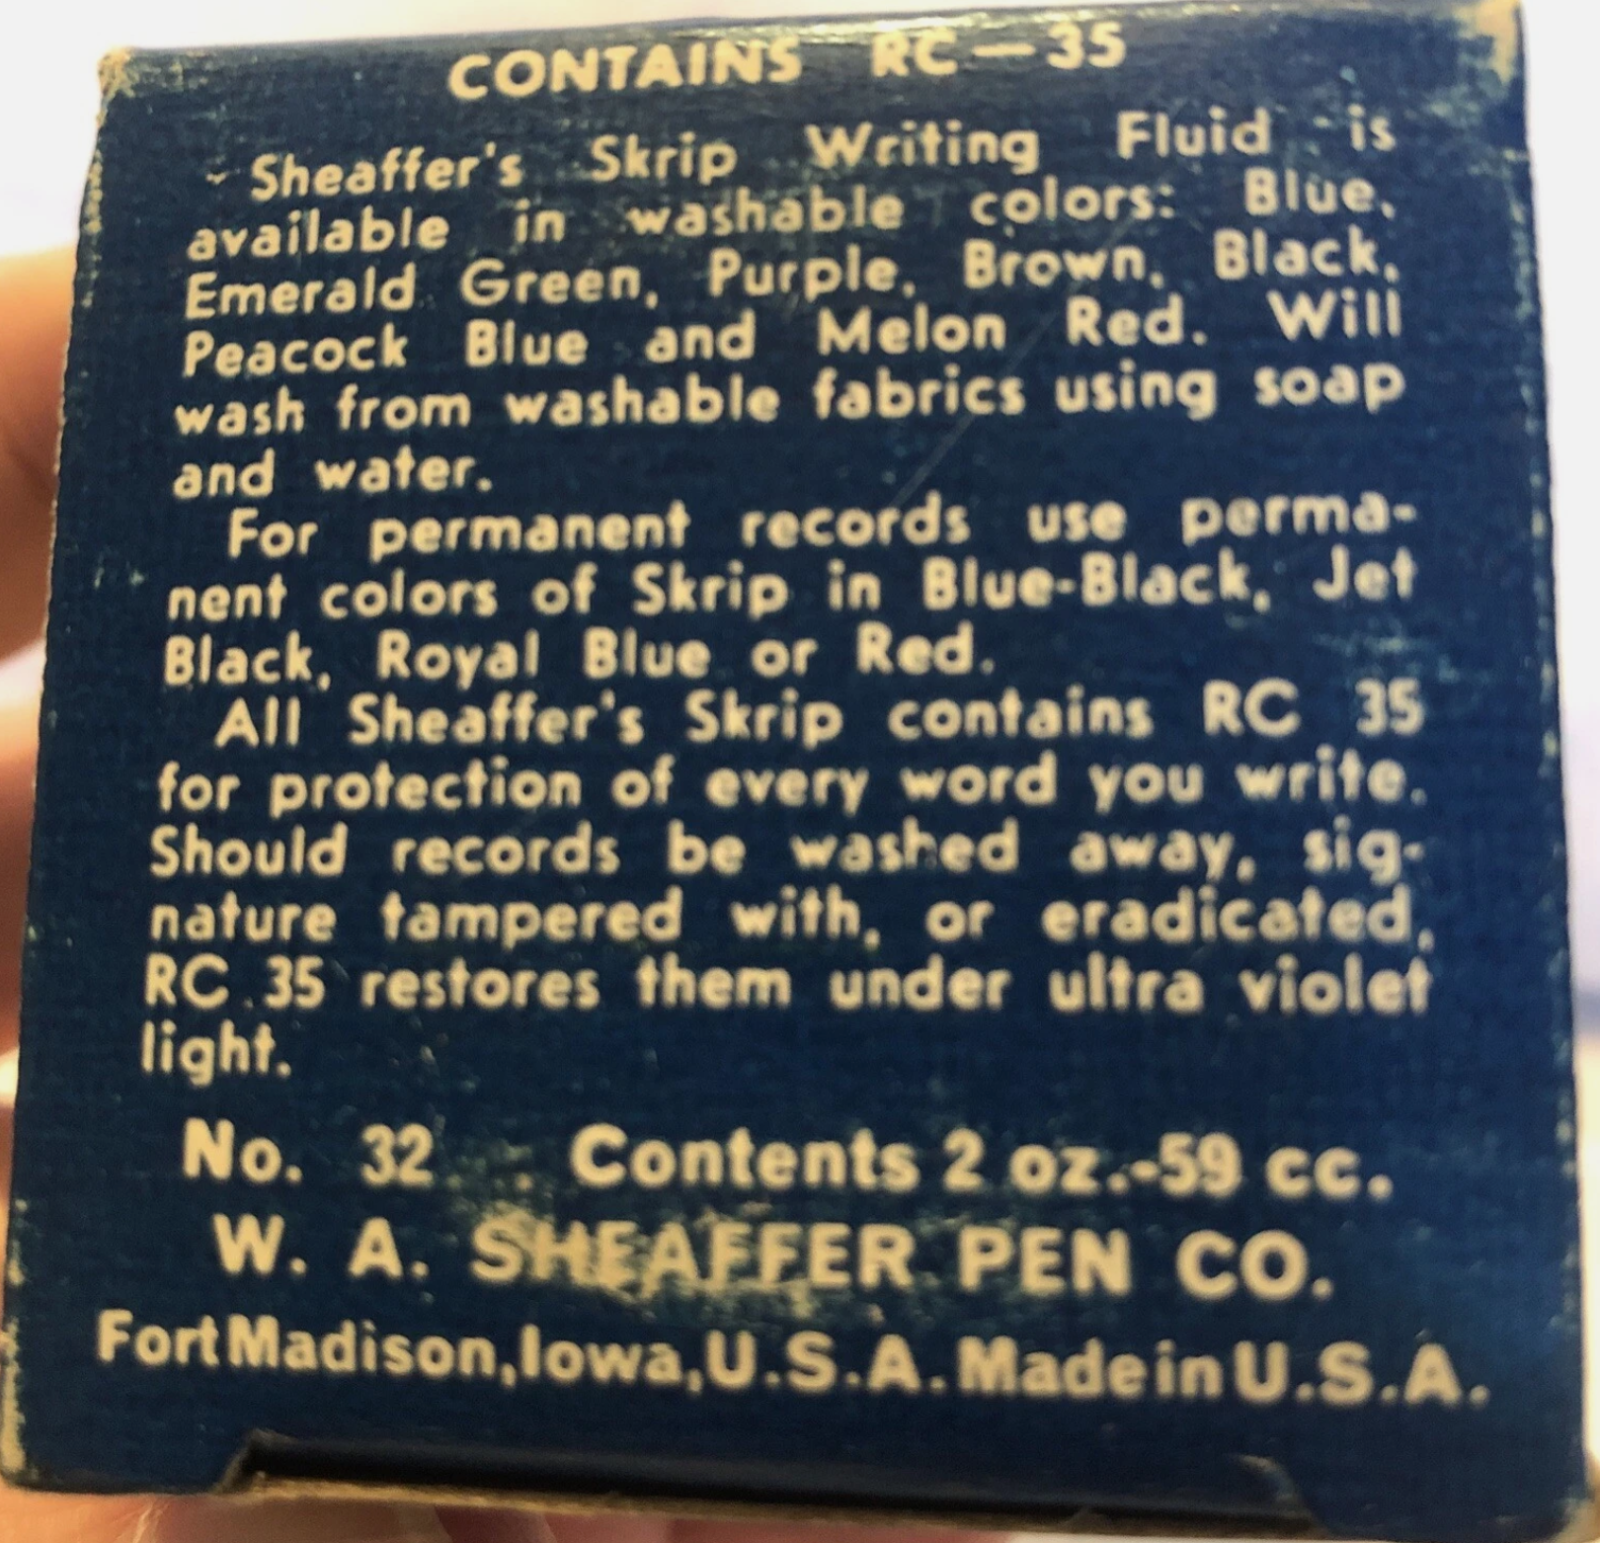 CONTAINS RC-35
Sheaffer's Skrip Writing Fluid is
available in washable colors: Blue,
Emerald Green, Purple, Brown, Black,
Peacock Blue and Melon Red. Will
wash from washable fabrics using soap
and water.
For permanent records use perma-
nent colors of Skrip in Blue-Black, Jet
Black, Royal Blue or Red.
All Sheaffer's Skrip contains RC 35
for protection of every word you write.
Should records be washed away, sig-
nature tampered with, or eradicated,
RC 35 restores them under ultra violet
light.
No. 32 Contents 2 oz.-59 cc.
W. A. SHEAFFER PEN CO.
Fort Madison, Iowa, U.S.A. Made in U.S.A.